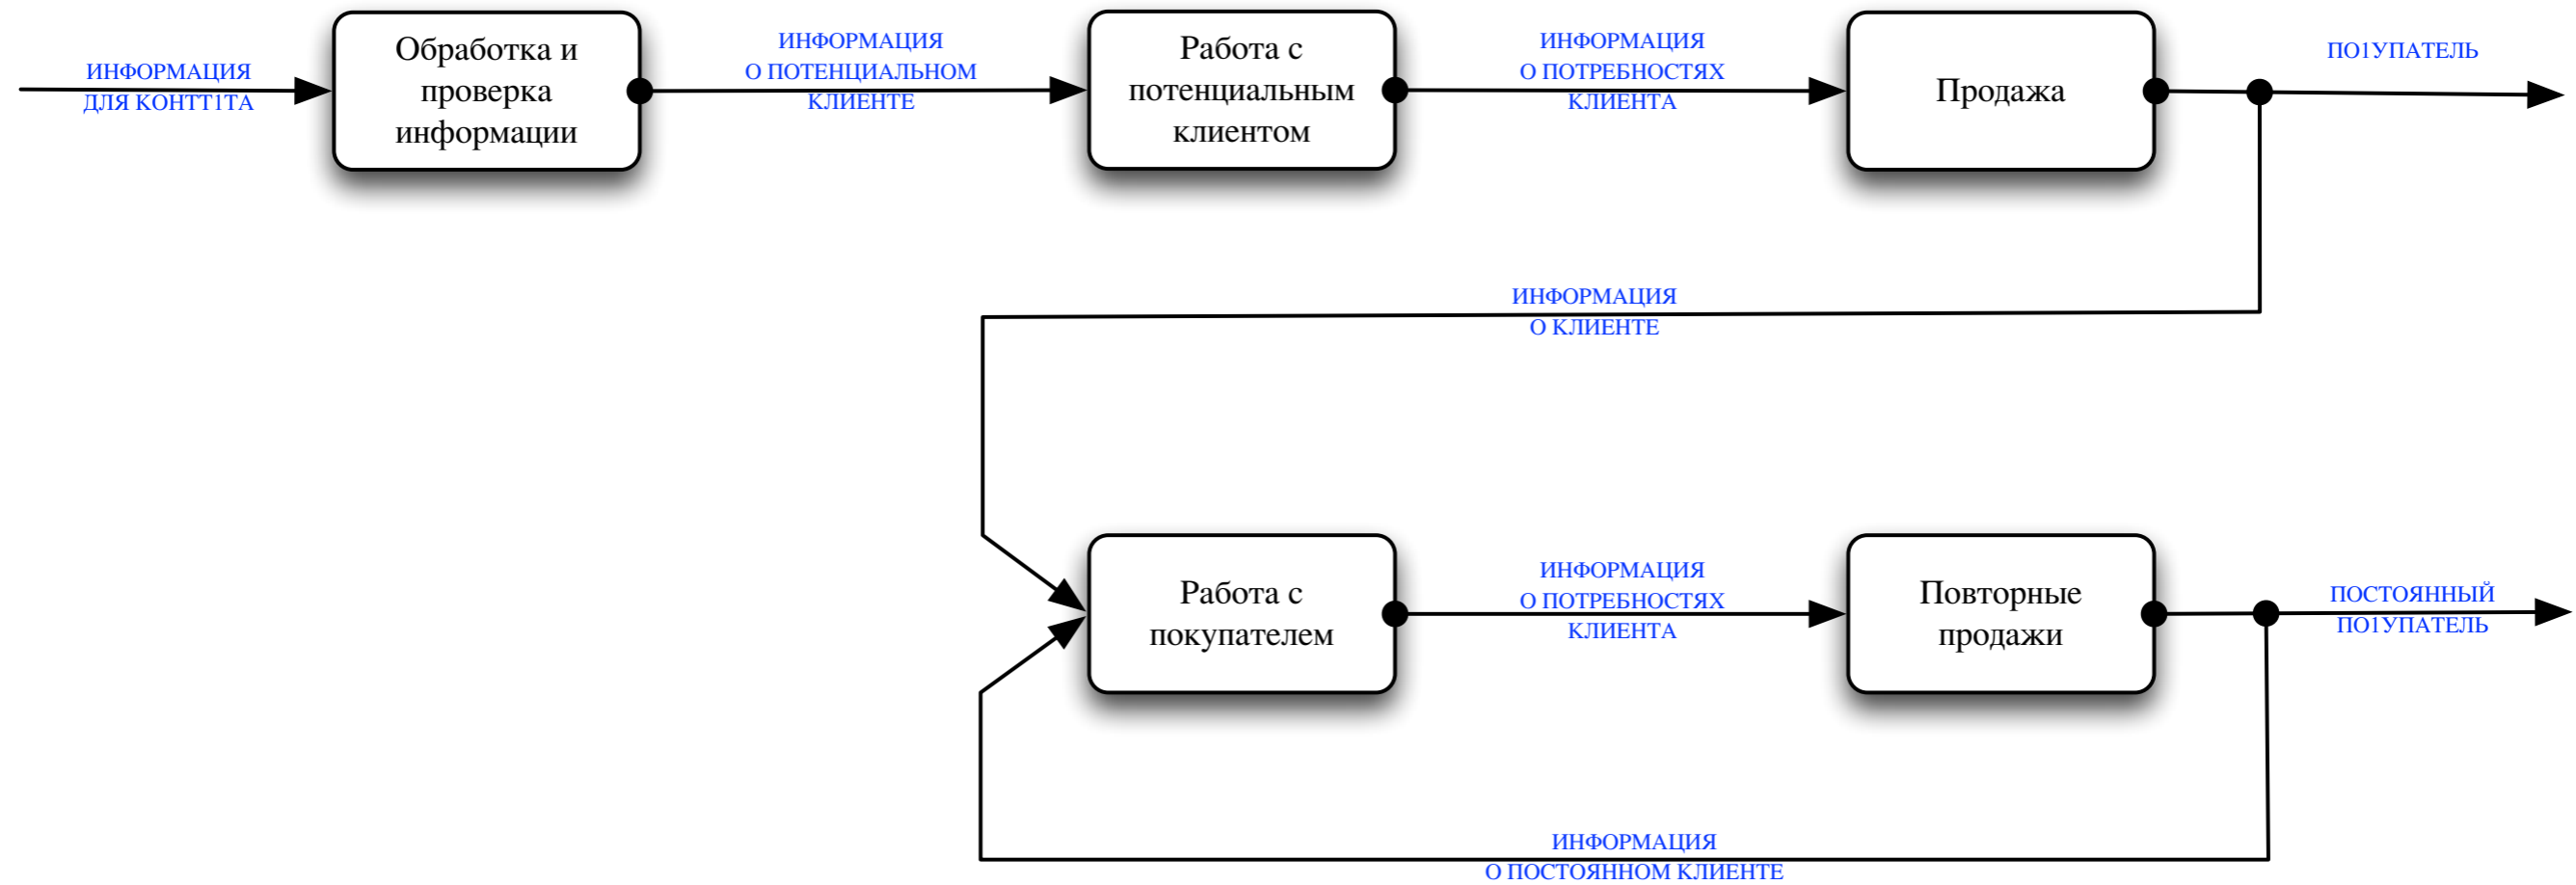 ИНФОРМАЦИЯ
ДЛЯ КОНТТ1ТА
Обработка и
проверка
информации
ИНФОРМАЦИЯ
О ПОТЕНЦИАЛЬНОМ
КЛИЕНТЕ
Работа с
потенциальным
клиентом
ИНФОРМАЦИЯ
О ПОТРЕБНОСТЯХ
КЛИЕНТА
Продажа
ПО1УПАТЕЛЬ
ИНФОРМАЦИЯ
О КЛИЕНТЕ
Работа с
покупателем
ИНФОРМАЦИЯ
О ПОТРЕБНОСТЯХ
КЛИЕНТА
Повторные
продажи
ПОСТОЯННЫЙ
ПО1УПАТЕЛЬ
ИНФОРМАЦИЯ
О ПОСТОЯННОМ КЛИЕНТЕ